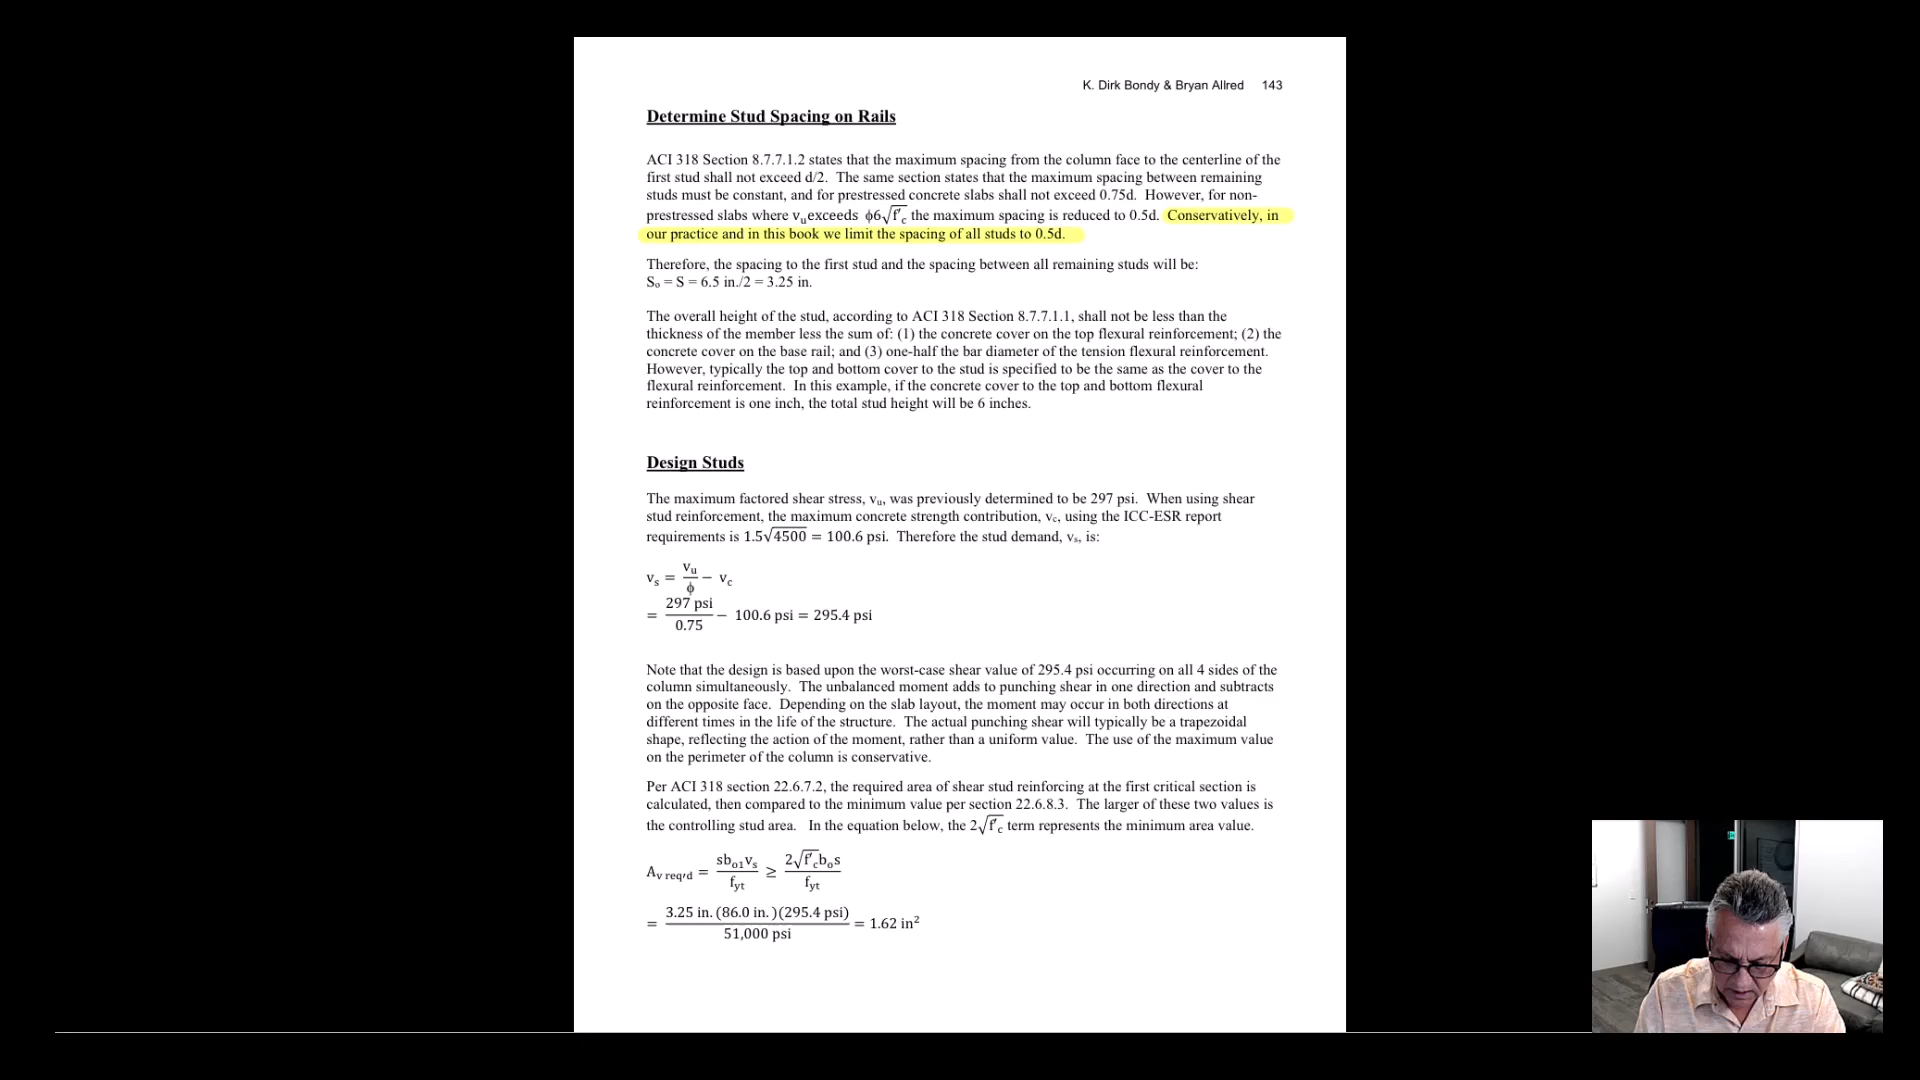 K. Dirk Bondy & Bryan Allred 143
Determine Stud Spacing on Rails
ACI 318 Section 8.7.7.1.2 states that the maximum spacing from the column face to the centerline of the
first stud shall not exceed d/2. The same section states that the maximum spacing between remaining
studs must be constant, and for prestressed concrete slabs shall not exceed 0.75d. However, for non-
prestressed slabs where vᵤexceeds ϕ6√f'c the maximum spacing is reduced to 0.5d. Conservatively, in
our practice and in this book we limit the spacing of all studs to 0.5d.
Therefore, the spacing to the first stud and the spacing between all remaining studs will be:
Sₒ = S = 6.5 in./2 = 3.25 in.
The overall height of the stud, according to ACI 318 Section 8.7.7.1.1, shall not be less than the
thickness of the member less the sum of: (1) the concrete cover on the top flexural reinforcement; (2) the
concrete cover on the base rail; and (3) one-half the bar diameter of the tension flexural reinforcement.
However, typically the top and bottom cover to the stud is specified to be the same as the cover to the
flexural reinforcement. In this example, if the concrete cover to the top and bottom flexural
reinforcement is one inch, the total stud height will be 6 inches.
Design Studs
The maximum factored shear stress, vᵤ, was previously determined to be 297 psi. When using shear
stud reinforcement, the maximum concrete strength contribution, vc, using the ICC-ESR report
requirements is 1.5√4500 = 100.6 psi. Therefore the stud demand, vₛ, is:
vₛ = vᵤ/ϕ − vc
= 297 psi/0.75 − 100.6 psi = 295.4 psi
Note that the design is based upon the worst-case shear value of 295.4 psi occurring on all 4 sides of the
column simultaneously. The unbalanced moment adds to punching shear in one direction and subtracts
on the opposite face. Depending on the slab layout, the moment may occur in both directions at
different times in the life of the structure. The actual punching shear will typically be a trapezoidal
shape, reflecting the action of the moment, rather than a uniform value. The use of the maximum value
on the perimeter of the column is conservative.
Per ACI 318 section 22.6.7.2, the required area of shear stud reinforcing at the first critical section is
calculated, then compared to the minimum value per section 22.6.8.3. The larger of these two values is
the controlling stud area. In the equation below, the 2√f'c term represents the minimum area value.
Av req'd = sbₒ₁vₛ/fyt ≥ 2√f'cbₒs/fyt
= 3.25 in. (86.0 in. )(295.4 psi)/51,000 psi = 1.62 in²